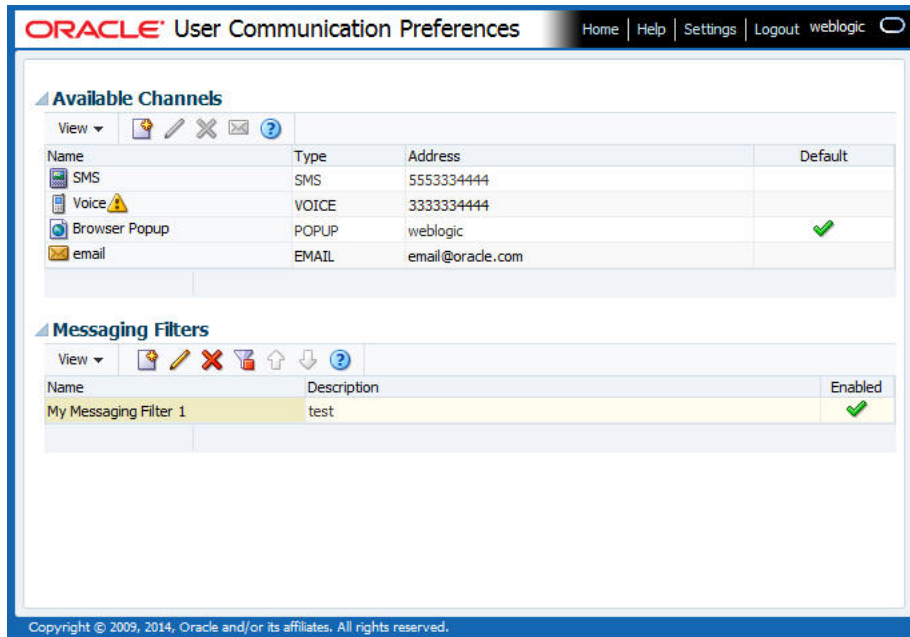 ORACLE® User Communication Preferences Home | Help | Settings | Logout weblogic
Available Channels
View
Name Type Address Default
SMS SMS 5553334444
Voice VOICE 3333334444
Browser Popup POPUP weblogic
email EMAIL email@oracle.com
Messaging Filters
View
Name Description Enabled
My Messaging Filter 1 test
Copyright © 2009, 2014, Oracle and/or its affiliates. All rights reserved.